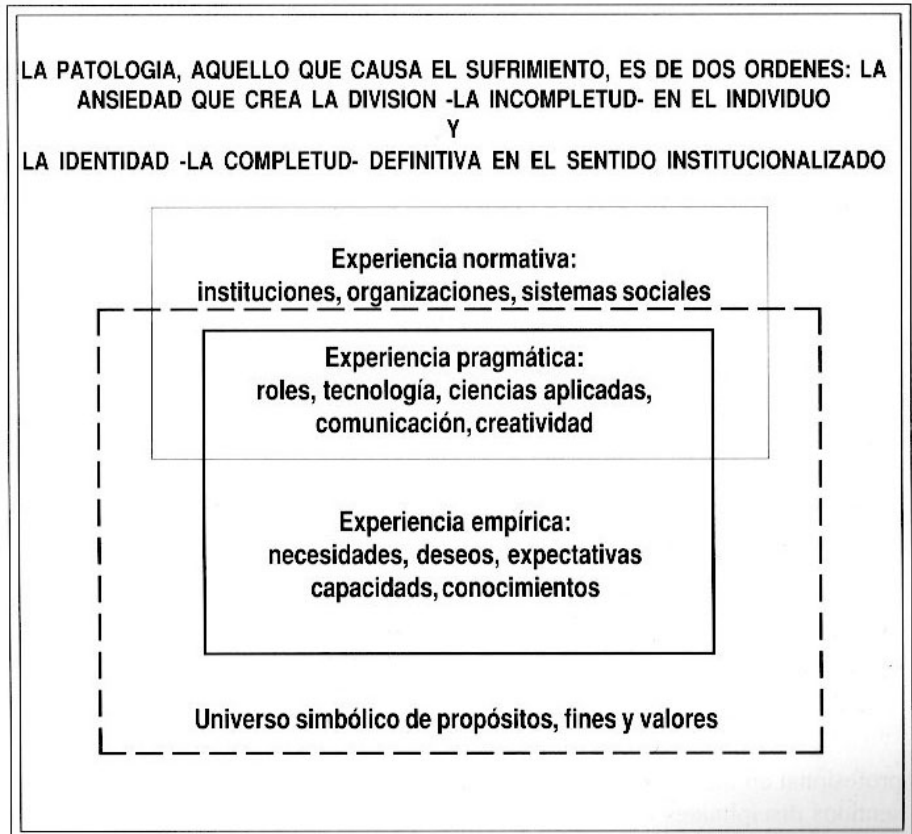 LA PATOLOGIA, AQUELLO QUE CAUSA EL SUFRIMIENTO, ES DE DOS ORDENES: LA
ANSIEDAD QUE CREA LA DIVISION -LA INCOMPLETUD- EN EL INDIVIDUO
Y
LA IDENTIDAD -LA COMPLETUD- DEFINITIVA EN EL SENTIDO INSTITUCIONALIZADO
Experiencia normativa:
instituciones, organizaciones, sistemas sociales
Experiencia pragmática:
roles, tecnología, ciencias aplicadas,
comunicación, creatividad
Experiencia empírica:
necesidades, deseos, expectativas
capacidads, conocimientos
Universo simbólico de propósitos, fines y valores